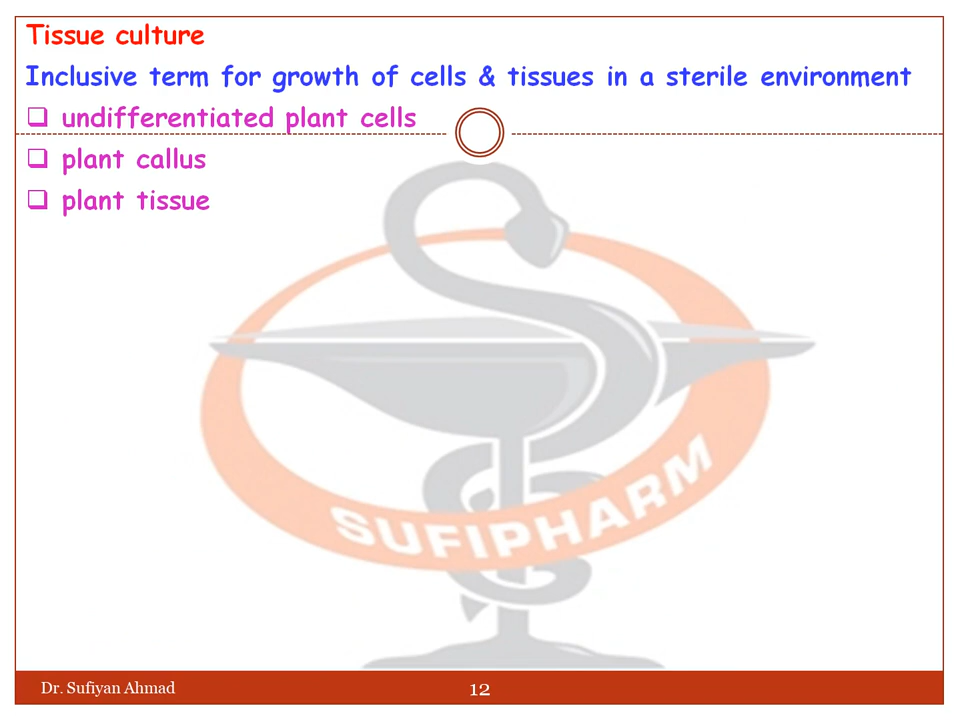 Tissue culture
Inclusive term for growth of cells & tissues in a sterile environment
undifferentiated plant cells
plant callus
plant tissue
SUFIPHARM
Dr. Sufiyan Ahmad
12